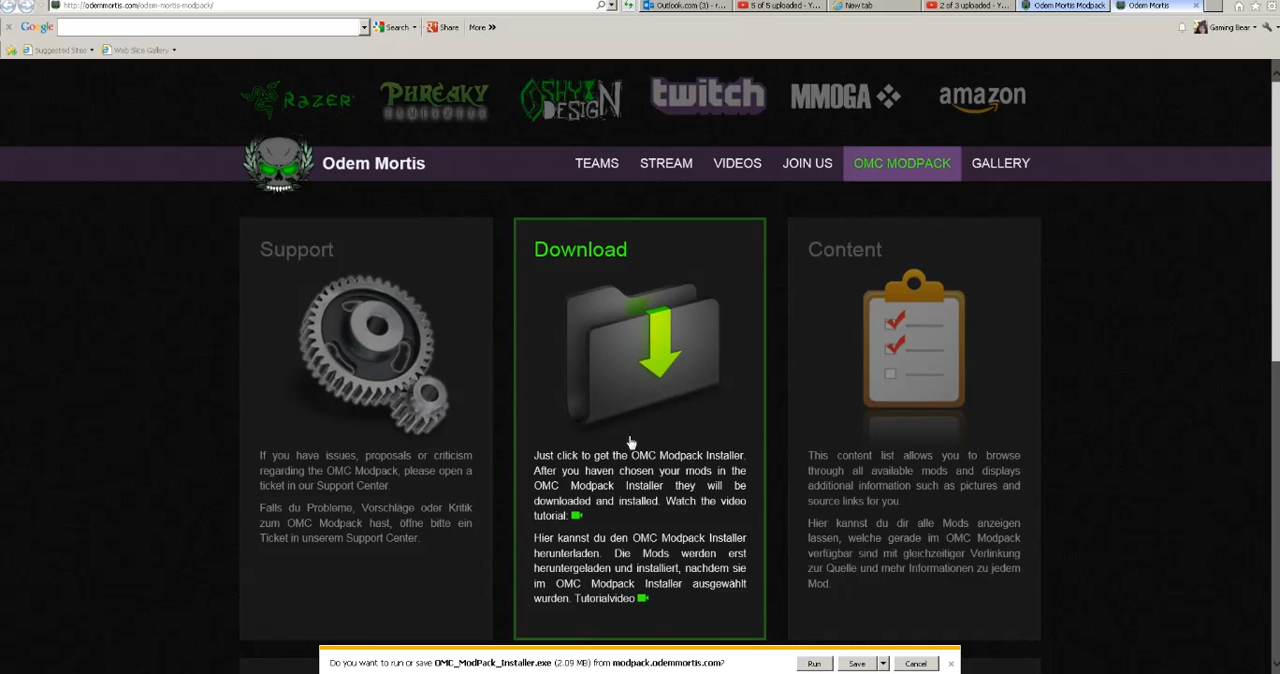 http://odemmortis.com/odem-mortis-modpack/
Outlook.com (3) - r...
5 of 5 uploaded - Y...
New tab
2 of 3 uploaded - Y...
Odem Mortis Modpack
Odem Mortis
Google
Search
Share
More »
Gaming Bear
Suggested Sites
Web Slice Gallery
RAZER
PHREAKY
SHYIN DESIGN
twitch
MMOGA
amazon
Odem Mortis
TEAMS
STREAM
VIDEOS
JOIN US
OMC MODPACK
GALLERY
Support
If you have issues, proposals or criticism
regarding the OMC Modpack, please open a
ticket in our Support Center.
Falls du Probleme, Vorschläge oder Kritik
zum OMC Modpack hast, öffne bitte ein
Ticket in unserem Support Center.
Download
Just click to get the OMC Modpack Installer.
After you haven chosen your mods in the
OMC Modpack Installer they will be
downloaded and installed. Watch the video
tutorial:
Hier kannst du den OMC Modpack Installer
herunterladen. Die Mods werden erst
heruntergeladen und installiert, nachdem sie
im OMC Modpack Installer ausgewählt
wurden. Tutorialvideo
Content
This content list allows you to browse
through all available mods and displays
additional information such as pictures and
source links for you.
Hier kannst du dir alle Mods anzeigen
lassen, welche gerade im OMC Modpack
verfügbar sind mit gleichzeitiger Verlinkung
zur Quelle und mehr Informationen zu jedem
Mod.
Do you want to run or save OMC_ModPack_Installer.exe (2.09 MB) from modpack.odemmortis.com?
Run
Save
Cancel